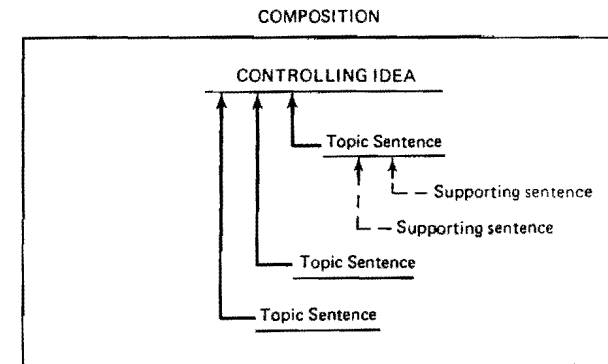 COMPOSITION
CONTROLLING IDEA
Topic Sentence
Supporting sentence
Supporting sentence
Topic Sentence
Topic Sentence